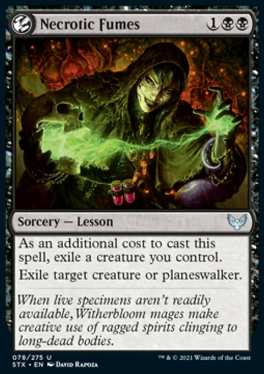 Necrotic Fumes 1
Sorcery — Lesson
As an additional cost to cast this
spell, exile a creature you control.
Exile target creature or planeswalker.
When live specimens aren't readily
available, Witherbloom mages make
creative use of ragged spirits clinging to
long-dead bodies.
078/275 U
STX • EN DAVID RAPOZA
™ & © 2021 Wizards of the Coast